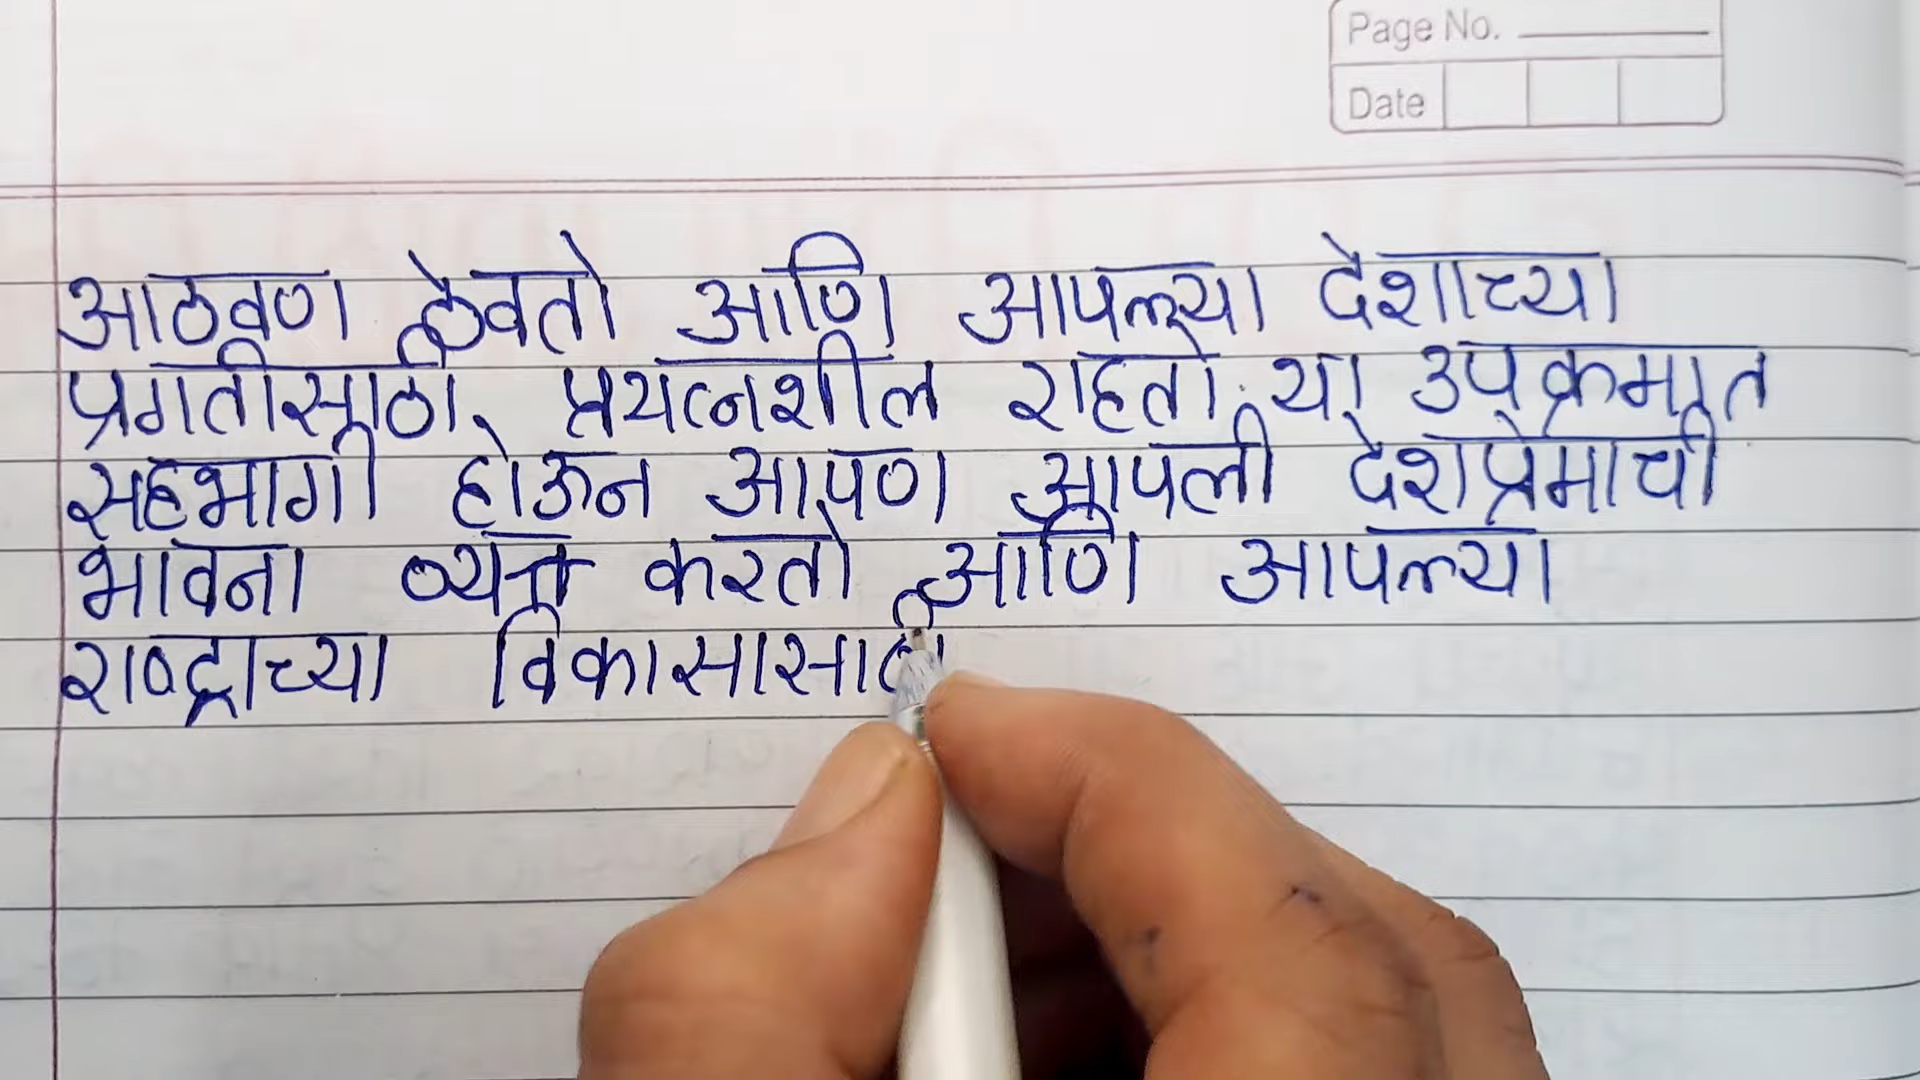 Page No.
Date
आठवण ठेवतो आणि आपल्या देशाच्या
प्रगतीसाठी प्रयत्नशील राहतो. या उपक्रमात
सहभागी होऊन आपण आपली देशप्रेमाची
भावना व्यक्त करतो आणि आपल्या
राष्ट्राच्या विकासासाठी